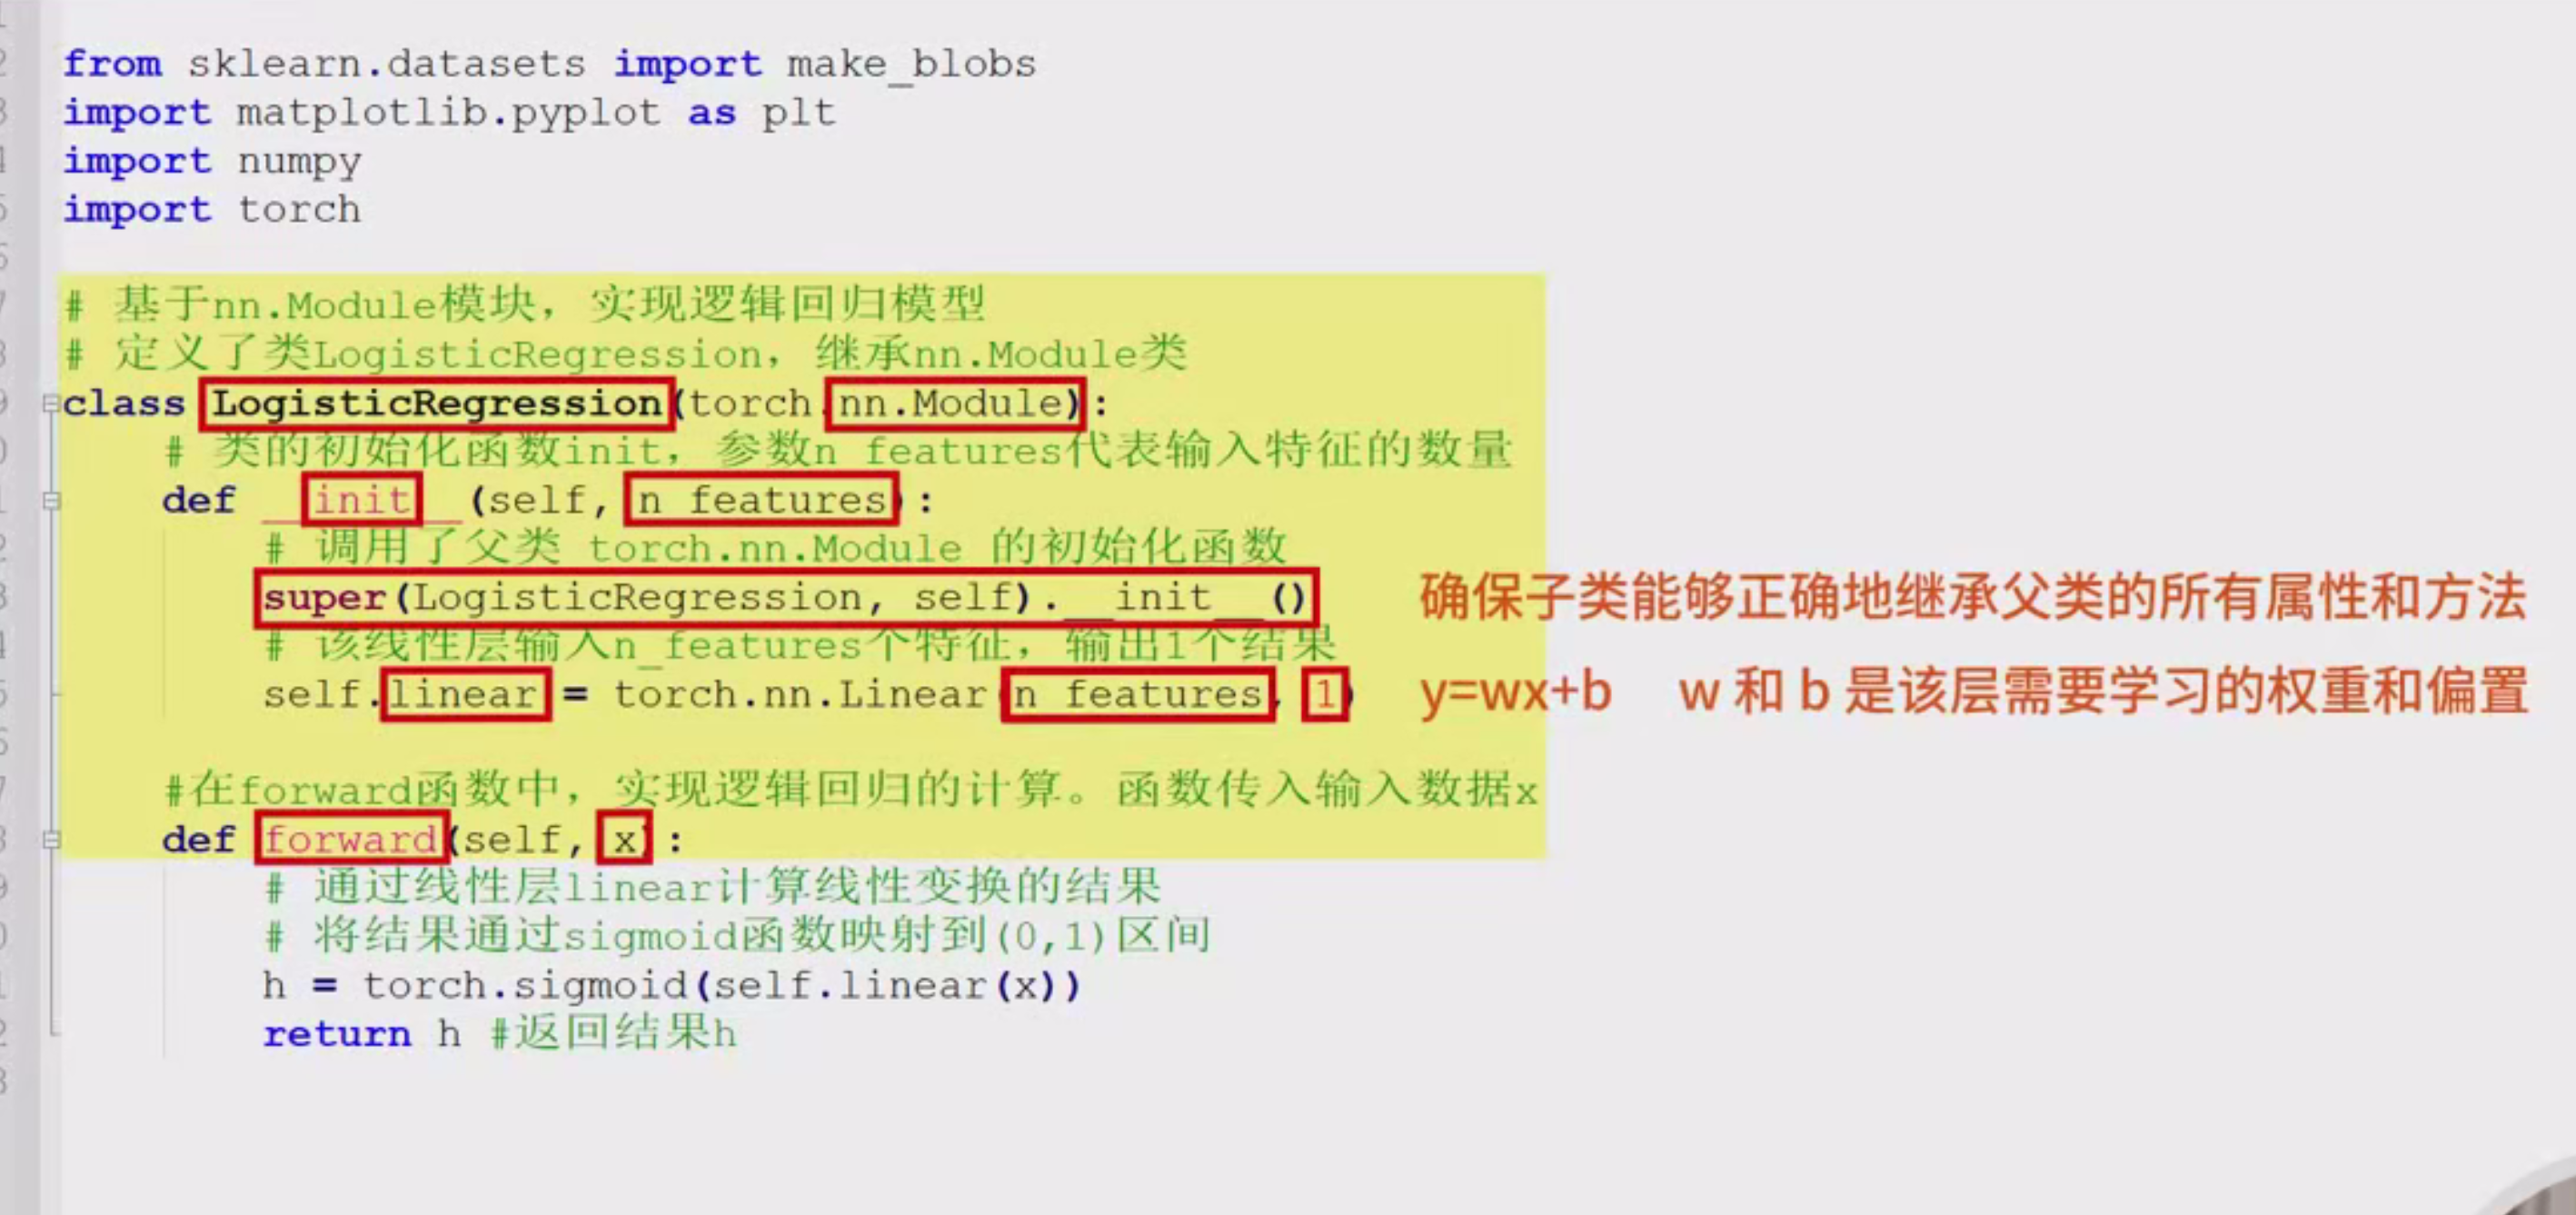 from sklearn.datasets import make_blobs
import matplotlib.pyplot as plt
import numpy
import torch
# 基于nn.Module模块，实现逻辑回归模型
# 定义了类LogisticRegression，继承nn.Module类
class LogisticRegression(torch.nn.Module):
# 类的初始化函数init，参数n_features代表输入特征的数量
def __init__(self, n_features):
# 调用了父类 torch.nn.Module 的初始化函数
super(LogisticRegression, self).__init__() 确保子类能够正确地继承父类的所有属性和方法
# 该线性层输入n_features个特征，输出1个结果
self.linear = torch.nn.Linear(n_features, 1) y=wx+b w 和 b 是该层需要学习的权重和偏置
#在forward函数中，实现逻辑回归的计算。函数传入输入数据x
def forward(self, x):
# 通过线性层linear计算线性变换的结果
# 将结果通过sigmoid函数映射到(0,1)区间
h = torch.sigmoid(self.linear(x))
return h #返回结果h